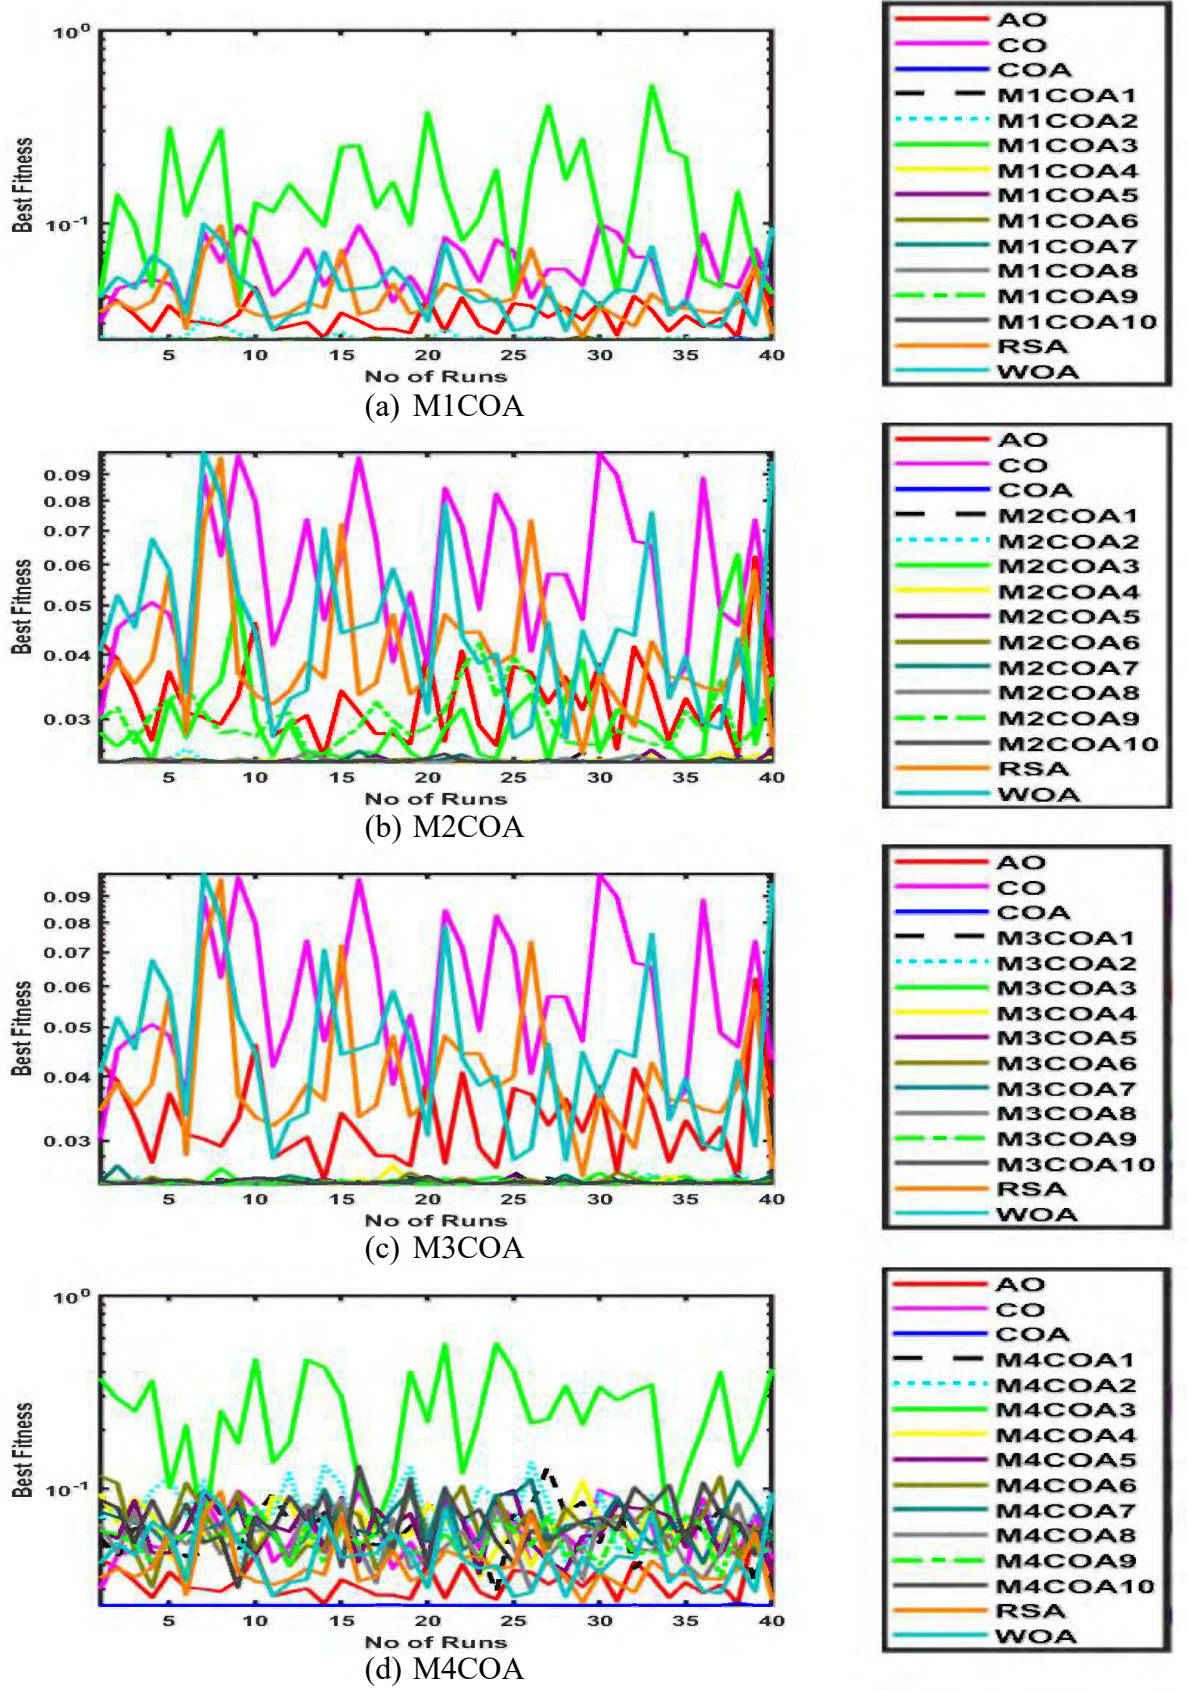 10⁰
10⁻¹
Best Fitness
5 10 15 20 25 30 35 40
No of Runs
AO
CO
COA
M1COA1
M1COA2
M1COA3
M1COA4
M1COA5
M1COA6
M1COA7
M1COA8
M1COA9
M1COA10
RSA
WOA
(a) M1COA
0.09
0.08
0.07
0.06
0.05
0.04
0.03
Best Fitness
5 10 15 20 25 30 35 40
No of Runs
AO
CO
COA
M2COA1
M2COA2
M2COA3
M2COA4
M2COA5
M2COA6
M2COA7
M2COA8
M2COA9
M2COA10
RSA
WOA
(b) M2COA
0.09
0.08
0.07
0.06
0.05
0.04
0.03
Best Fitness
5 10 15 20 25 30 35 40
No of Runs
AO
CO
COA
M3COA1
M3COA2
M3COA3
M3COA4
M3COA5
M3COA6
M3COA7
M3COA8
M3COA9
M3COA10
RSA
WOA
(c) M3COA
10⁰
10⁻¹
Best Fitness
5 10 15 20 25 30 35 40
No of Runs
AO
CO
COA
M4COA1
M4COA2
M4COA3
M4COA4
M4COA5
M4COA6
M4COA7
M4COA8
M4COA9
M4COA10
RSA
WOA
(d) M4COA